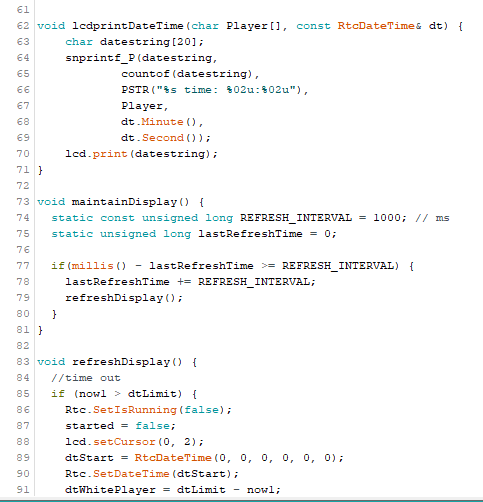 61
62 void lcdprintDateTime(char Player[], const RtcDateTime& dt) {
63     char datestring[20];
64     snprintf_P(datestring,
65             countof(datestring),
66             PSTR("%s time: %02u:%02u"),
67             Player,
68             dt.Minute(),
69             dt.Second());
70     lcd.print(datestring);
71 }
72
73 void maintainDisplay() {
74   static const unsigned long REFRESH_INTERVAL = 1000; // ms
75   static unsigned long lastRefreshTime = 0;
76
77   if(millis() - lastRefreshTime >= REFRESH_INTERVAL) {
78     lastRefreshTime += REFRESH_INTERVAL;
79     refreshDisplay();
80   }
81 }
82
83 void refreshDisplay() {
84   //time out
85   if (now1 > dtLimit) {
86     Rtc.SetIsRunning(false);
87     started = false;
88     lcd.setCursor(0, 2);
89     dtStart = RtcDateTime(0, 0, 0, 0, 0, 0);
90     Rtc.SetDateTime(dtStart);
91     dtWhitePlayer = dtLimit - now1;